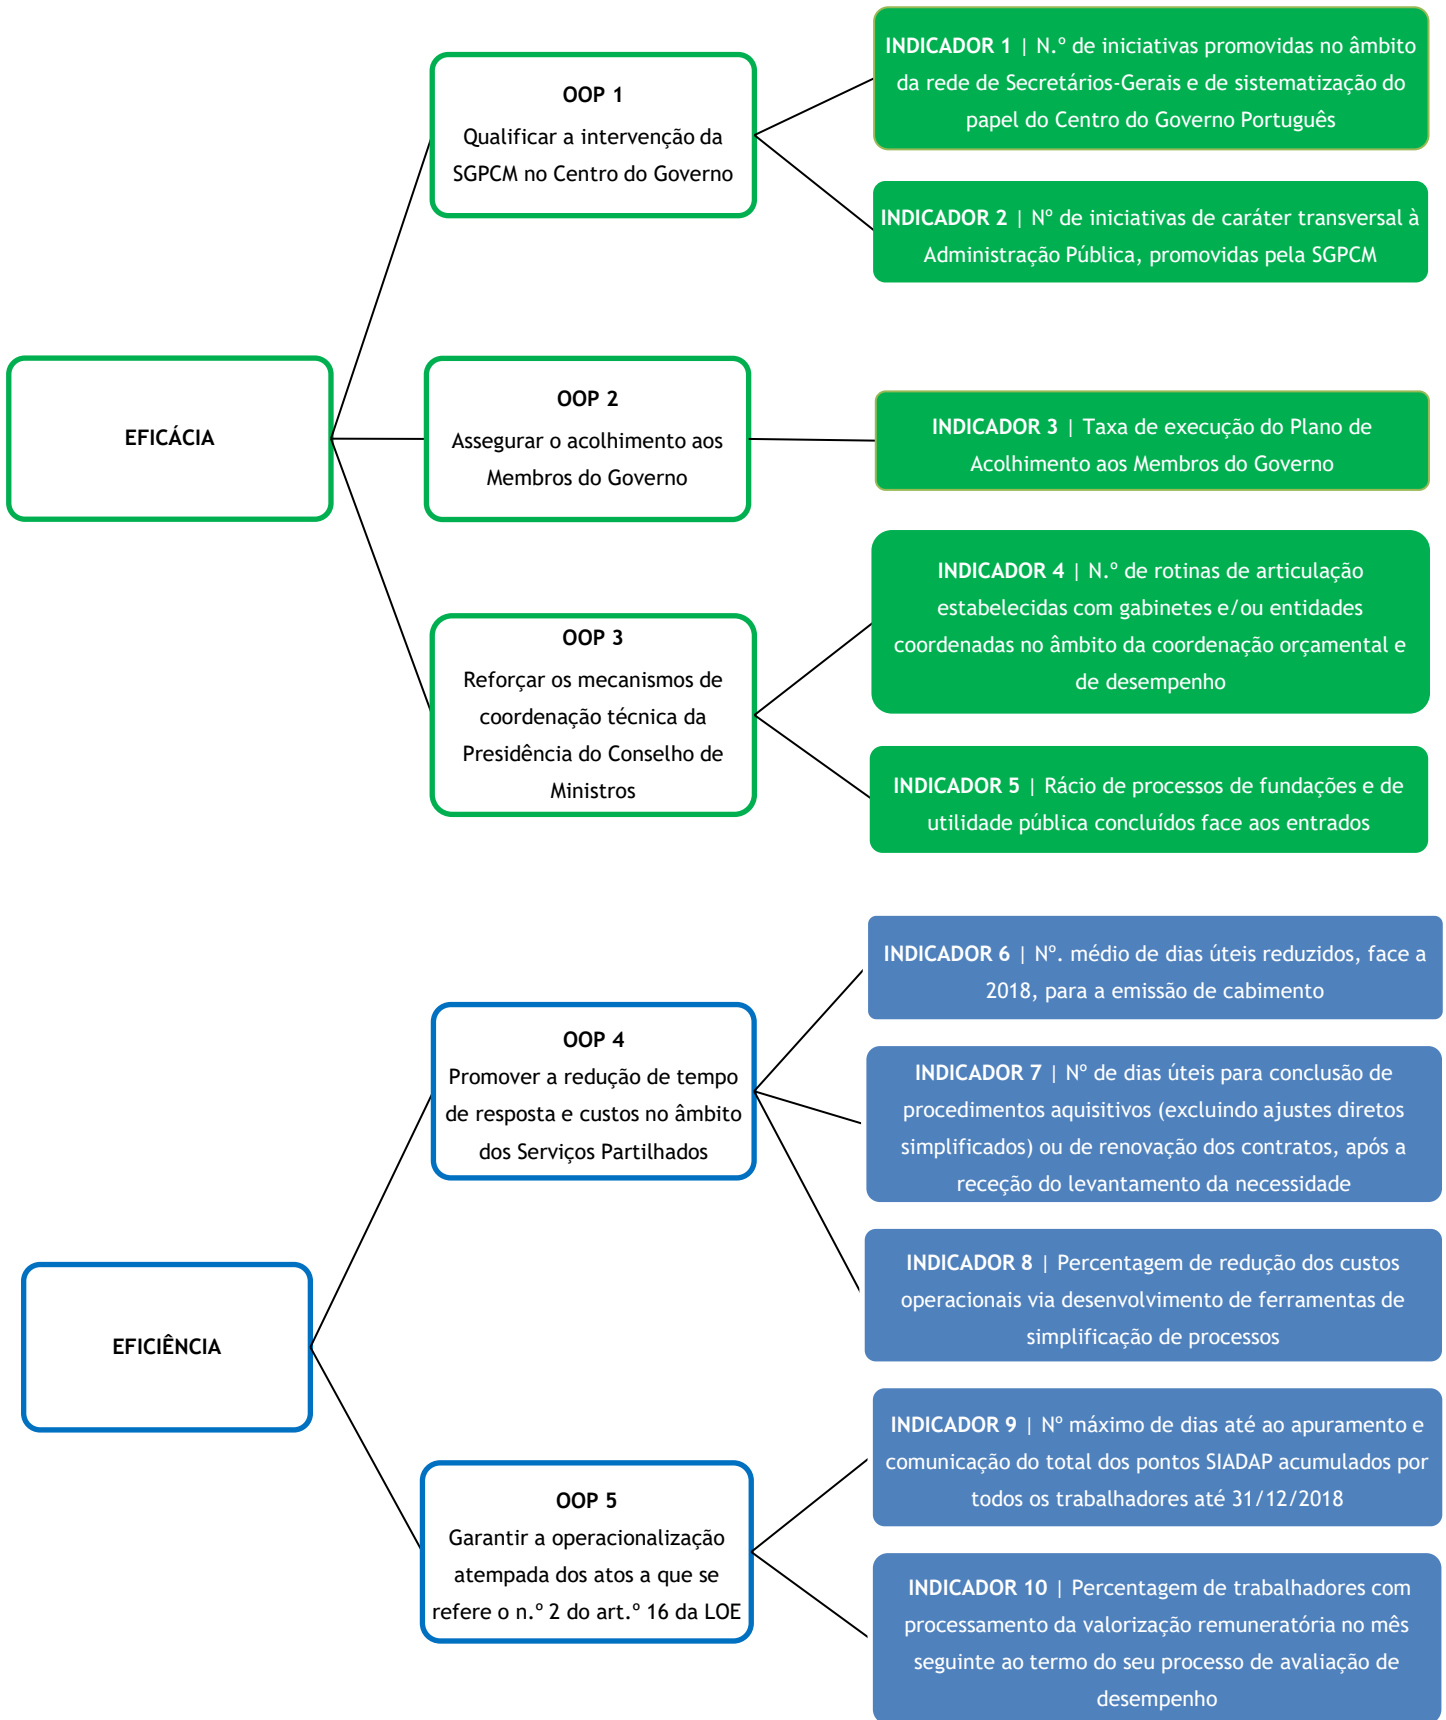 EFICÁCIA
OOP 1
Qualificar a intervenção da
SGPCM no Centro do Governo
INDICADOR 1 | N.º de iniciativas promovidas no âmbito
da rede de Secretários-Gerais e de sistematização do
papel do Centro do Governo Português
INDICADOR 2 | Nº de iniciativas de caráter transversal à
Administração Pública, promovidas pela SGPCM
OOP 2
Assegurar o acolhimento aos
Membros do Governo
INDICADOR 3 | Taxa de execução do Plano de
Acolhimento aos Membros do Governo
OOP 3
Reforçar os mecanismos de
coordenação técnica da
Presidência do Conselho de
Ministros
INDICADOR 4 | N.º de rotinas de articulação
estabelecidas com gabinetes e/ou entidades
coordenadas no âmbito da coordenação orçamental e
de desempenho
INDICADOR 5 | Rácio de processos de fundações e de
utilidade pública concluídos face aos entrados
EFICIÊNCIA
OOP 4
Promover a redução de tempo
de resposta e custos no âmbito
dos Serviços Partilhados
INDICADOR 6 | Nº. médio de dias úteis reduzidos, face a
2018, para a emissão de cabimento
INDICADOR 7 | Nº de dias úteis para conclusão de
procedimentos aquisitivos (excluindo ajustes diretos
simplificados) ou de renovação dos contratos, após a
receção do levantamento da necessidade
INDICADOR 8 | Percentagem de redução dos custos
operacionais via desenvolvimento de ferramentas de
simplificação de processos
OOP 5
Garantir a operacionalização
atempada dos atos a que se
refere o n.º 2 do art.º 16 da LOE
INDICADOR 9 | Nº máximo de dias até ao apuramento e
comunicação do total dos pontos SIADAP acumulados por
todos os trabalhadores até 31/12/2018
INDICADOR 10 | Percentagem de trabalhadores com
processamento da valorização remuneratória no mês
seguinte ao termo do seu processo de avaliação de
desempenho